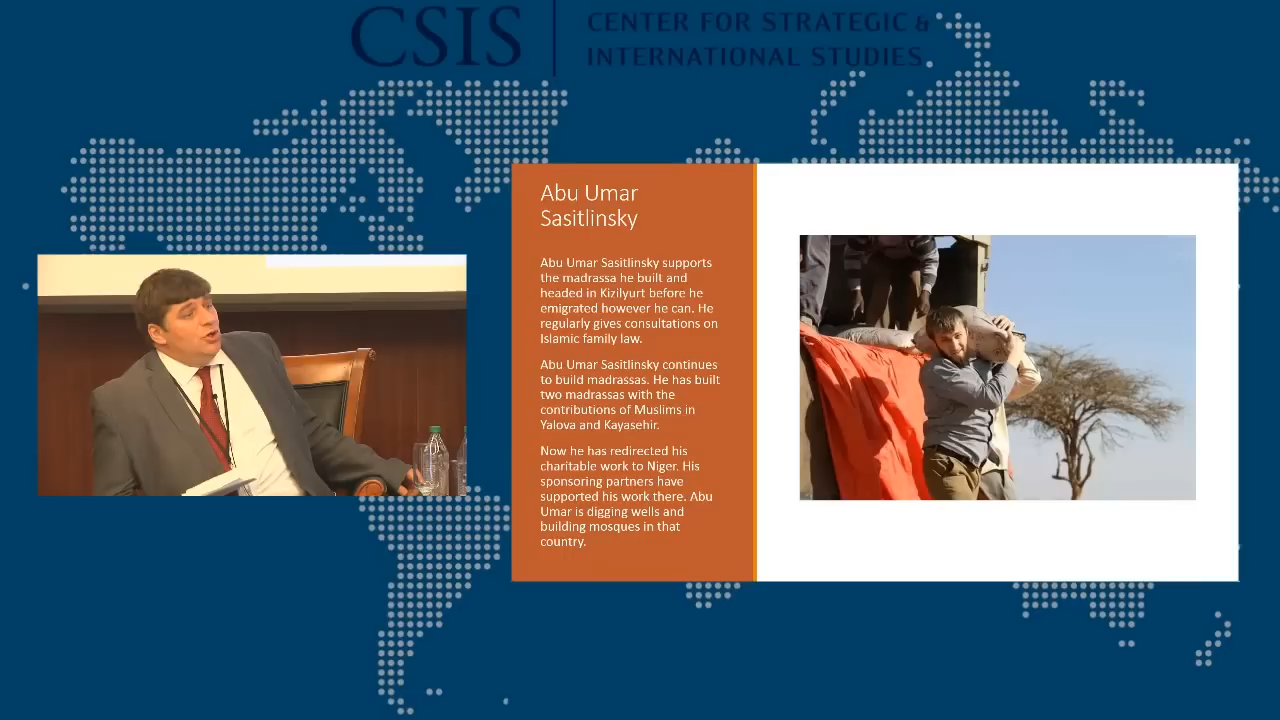 CSIS
CENTER FOR STRATEGIC &
INTERNATIONAL STUDIES
Abu Umar
Sasitlinsky
Abu Umar Sasitlinsky supports
the madrassa he built and
headed in Kizilyurt before he
emigrated however he can. He
regularly gives consultations on
Islamic family law.
Abu Umar Sasitlinsky continues
to build madrassas. He has built
two madrassas with the
contributions of Muslims in
Yalova and Kayasehir.
Now he has redirected his
charitable work to Niger. His
sponsoring partners have
supported his work there. Abu
Umar is digging wells and
building mosques in that
country.